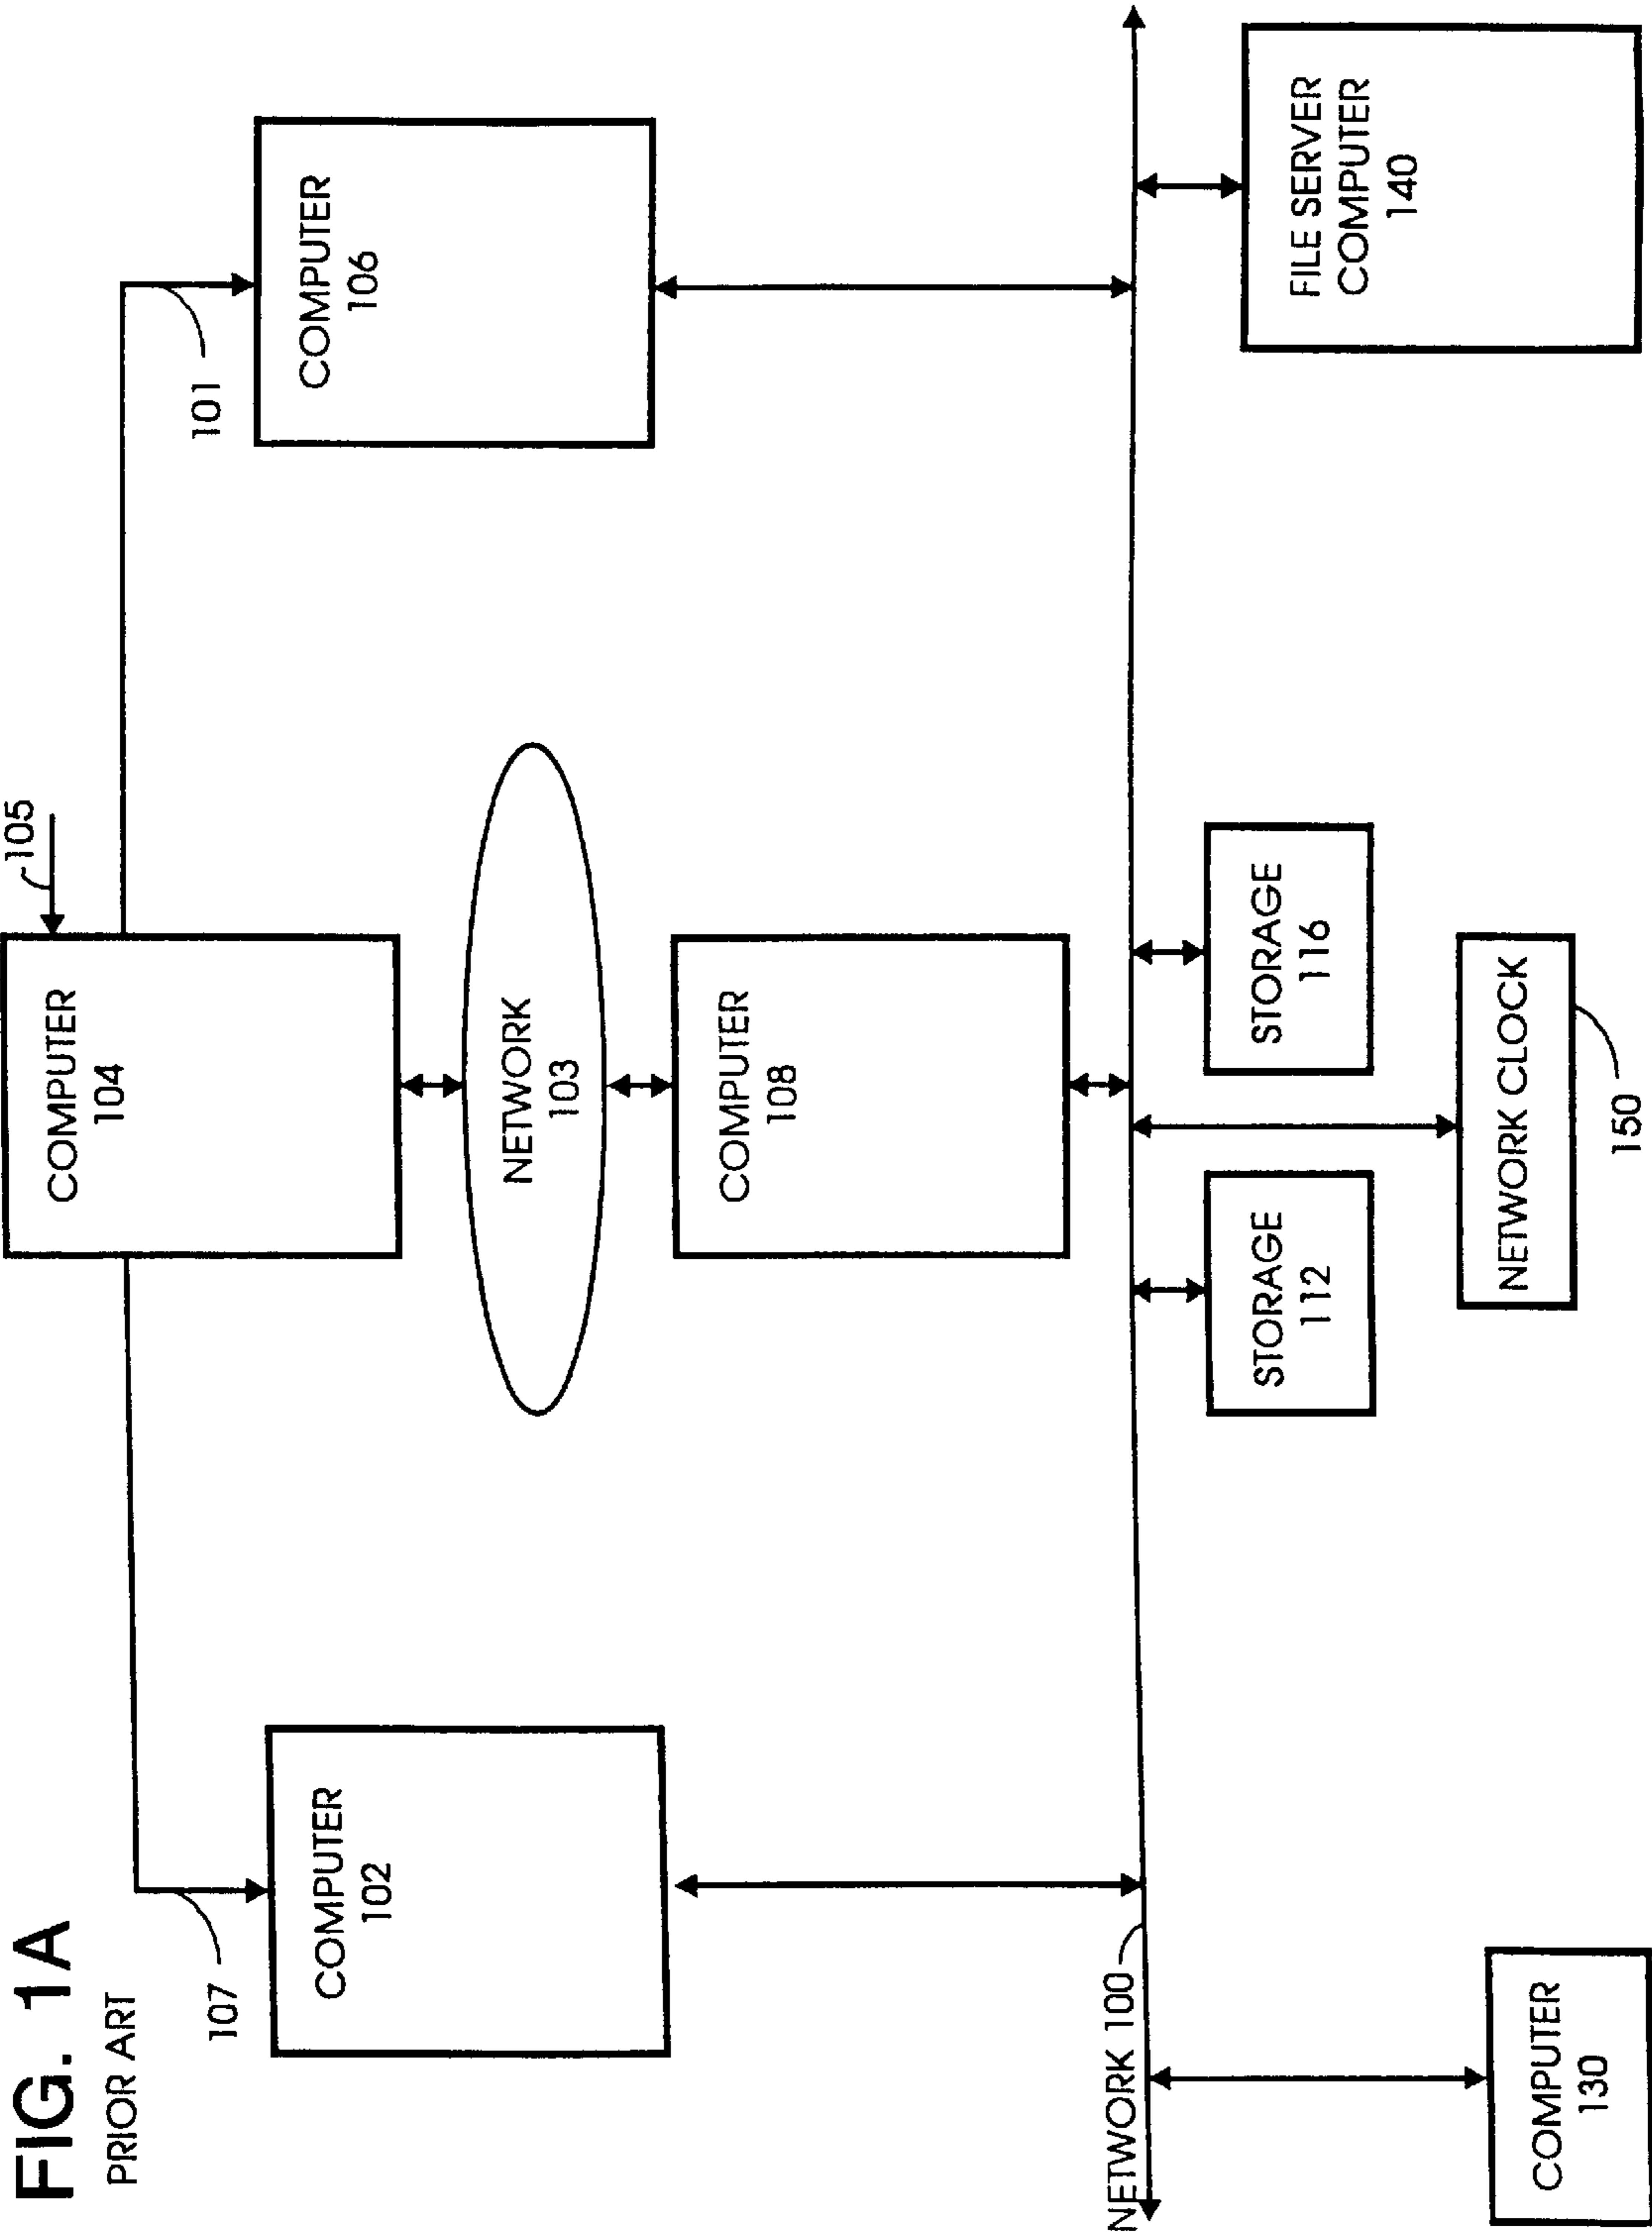 FIG. 1A
PRIOR ART
105
COMPUTER
104
101
107
COMPUTER
106
COMPUTER
102
NETWORK
103
COMPUTER
108
NETWORK 100
STORAGE
112
STORAGE
116
FILE SERVER
COMPUTER
140
NETWORK CLOCK
150
COMPUTER
130